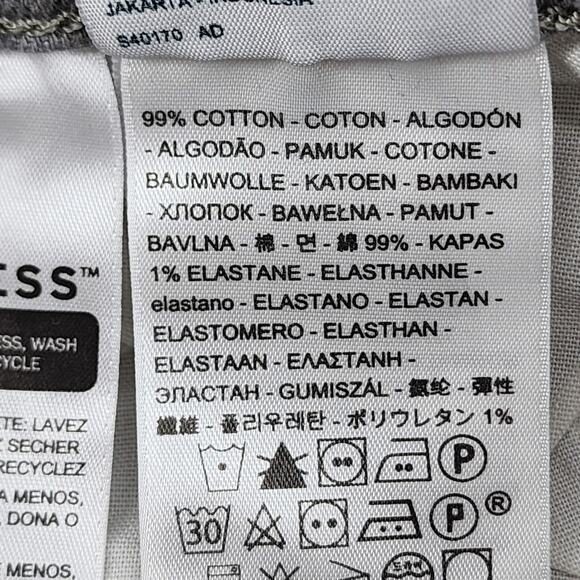 JAKARTA - INDONESIA
S40170 AD
99% COTTON - COTON - ALGODÓN
- ALGODÃO - PAMUK - COTONE -
BAUMWOLLE - KATOEN - BAMBAKI
- ХЛОПОК - BAWEŁNA - PAMUT -
BAVLNA - 棉 - 면 - 綿 99% - KAPAS
1% ELASTANE - ELASTHANNE -
elastano - ELASTANO - ELASTAN -
ELASTOMERO - ELASTHAN -
ELASTAAN - ΕΛΑΣΤΑΝΗ -
ЭЛАСТАН - GUMISZÁL - 氨纶 - 彈性
纖維 - 폴리우레탄 - ポリウレタン 1%
P
30
P ®
ESS™
ESS, WASH
CYCLE
TE: LAVEZ
SECHER
RECYCLEZ
A MENOS,
DONA O
MENOS,